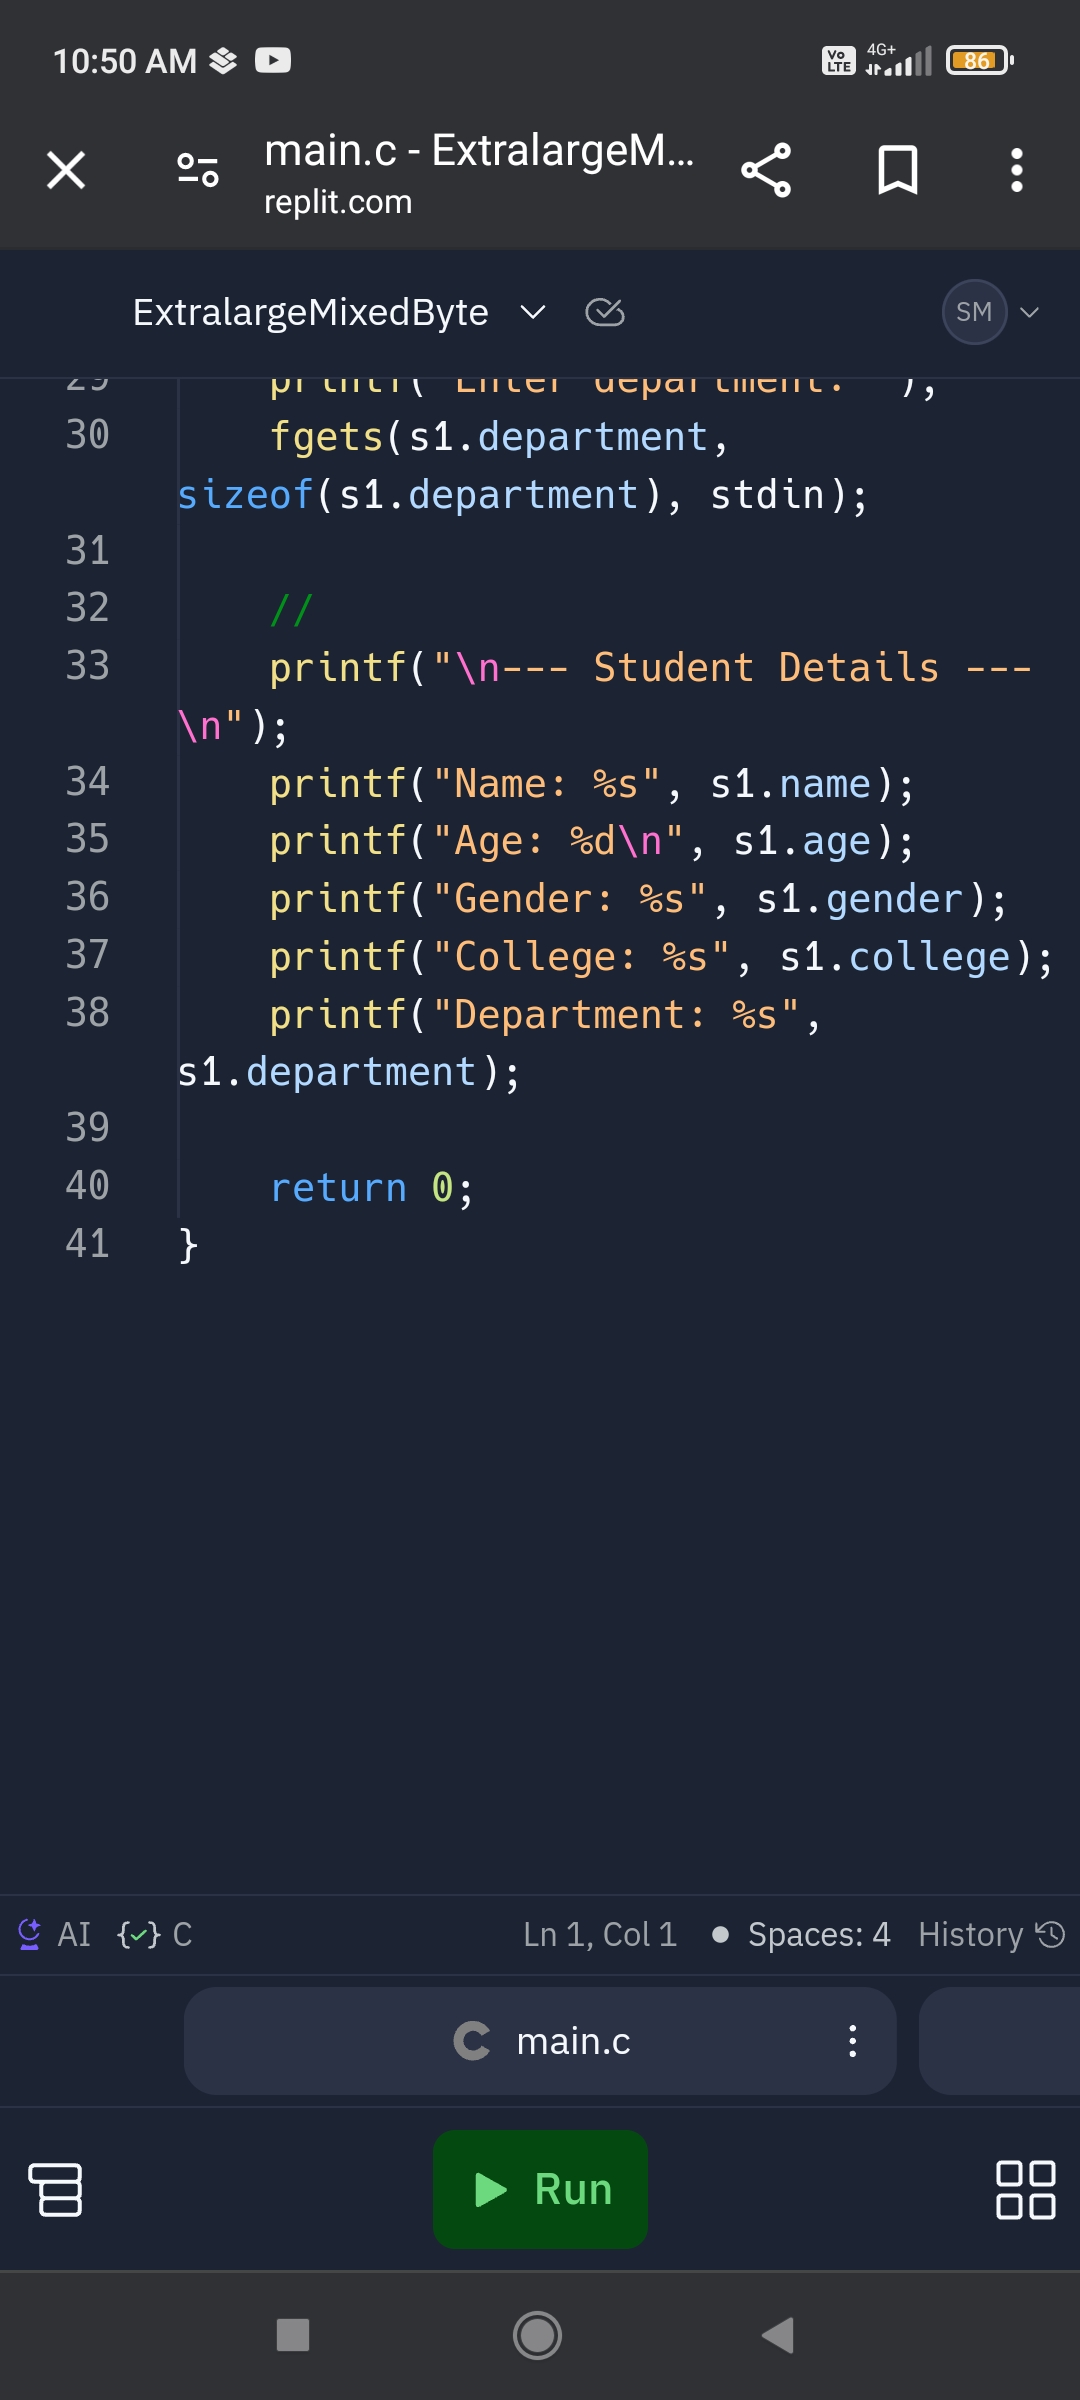 10:50 AM
Vo LTE 4G+ 86
main.c - ExtralargeM...
replit.com
ExtralargeMixedByte
SM
29     printf("Enter department: ");
30     fgets(s1.department,
sizeof(s1.department), stdin);
31
32     //
33     printf("\n--- Student Details ---
\n");
34     printf("Name: %s", s1.name);
35     printf("Age: %d\n", s1.age);
36     printf("Gender: %s", s1.gender);
37     printf("College: %s", s1.college);
38     printf("Department: %s",
s1.department);
39
40     return 0;
41 }
AI {✓} C Ln 1, Col 1 • Spaces: 4 History
main.c
Run